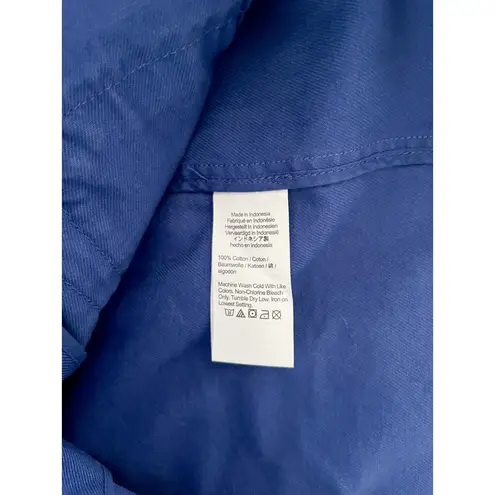 Made in Indonesia
Fabriqué en Indonésie
Hergestellt in Indonesien
Vervaardigd in Indonesië
インドネシア製
hecho en Indonesia
100% Cotton / Coton /
Baumwolle / Katoen / 綿 /
algodon
Machine Wash Cold With Like
Colors, Non-Chlorine Bleach
Only, Tumble Dry Low, Iron on
Lowest Setting.